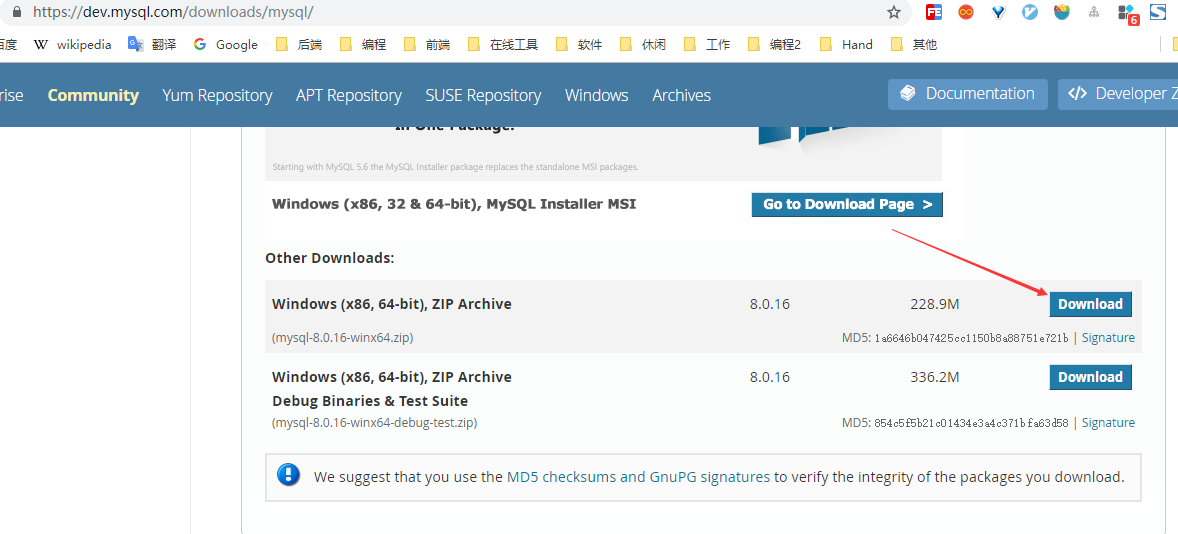 https://dev.mysql.com/downloads/mysql/
6
百度 wikipedia 翻译 Google 后端 编程 前端 在线工具 软件 休闲 工作 编程2 Hand 其他
rise Community Yum Repository APT Repository SUSE Repository Windows Archives Documentation </> Developer Z
In One Package.
Starting with MySQL 5.6 the MySQL Installer package replaces the standalone MSI packages.
Windows (x86, 32 & 64-bit), MySQL Installer MSI Go to Download Page >
Other Downloads:
Windows (x86, 64-bit), ZIP Archive 8.0.16 228.9M Download
(mysql-8.0.16-winx64.zip) MD5: 1a6646b047425cc1150b8a88751e721b | Signature
Windows (x86, 64-bit), ZIP Archive 8.0.16 336.2M Download
Debug Binaries & Test Suite
(mysql-8.0.16-winx64-debug-test.zip) MD5: 854c5f5b21c01434e3a4c371bfa63d58 | Signature
We suggest that you use the MD5 checksums and GnuPG signatures to verify the integrity of the packages you download.